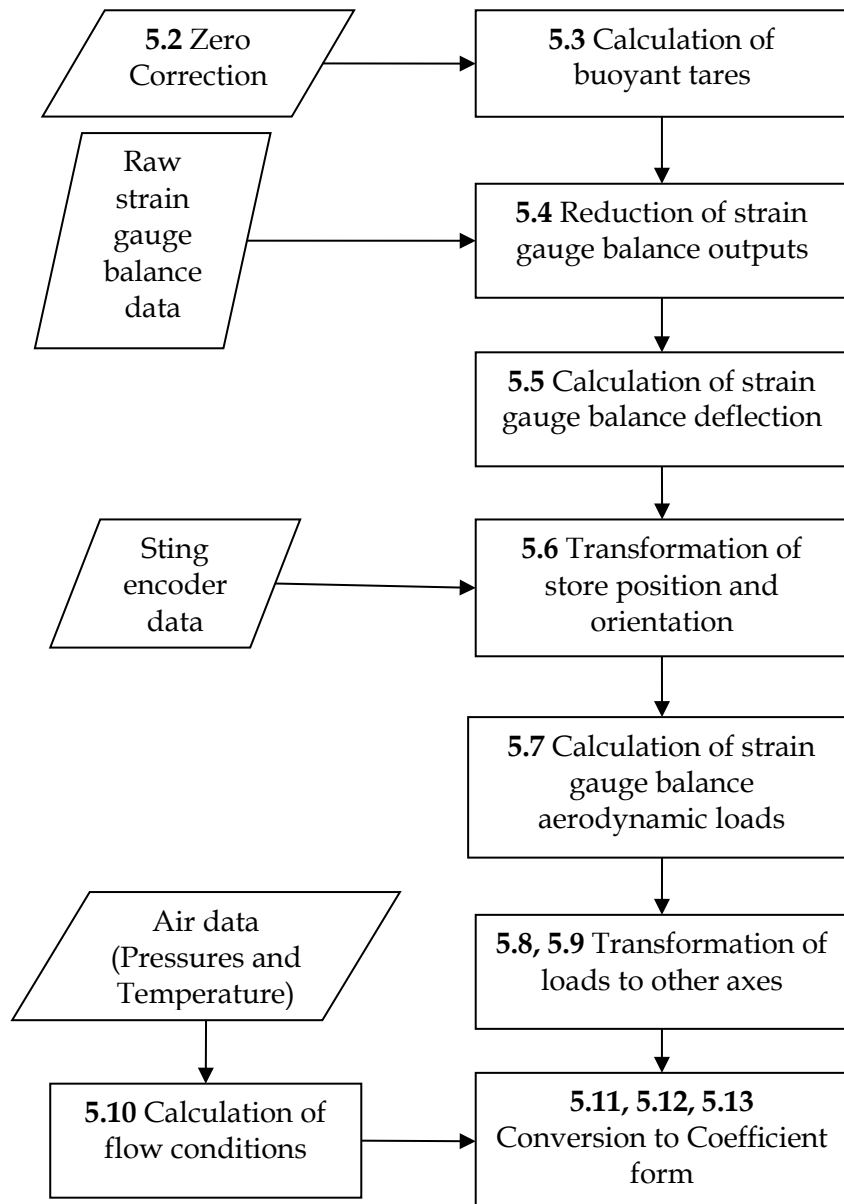 5.2 Zero
Correction
5.3 Calculation of
buoyant tares
Raw
strain
gauge
balance
data
5.4 Reduction of strain
gauge balance outputs
5.5 Calculation of strain
gauge balance deflection
Sting
encoder
data
5.6 Transformation of
store position and
orientation
5.7 Calculation of strain
gauge balance
aerodynamic loads
Air data
(Pressures and
Temperature)
5.8, 5.9 Transformation of
loads to other axes
5.10 Calculation of
flow conditions
5.11, 5.12, 5.13
Conversion to Coefficient
form